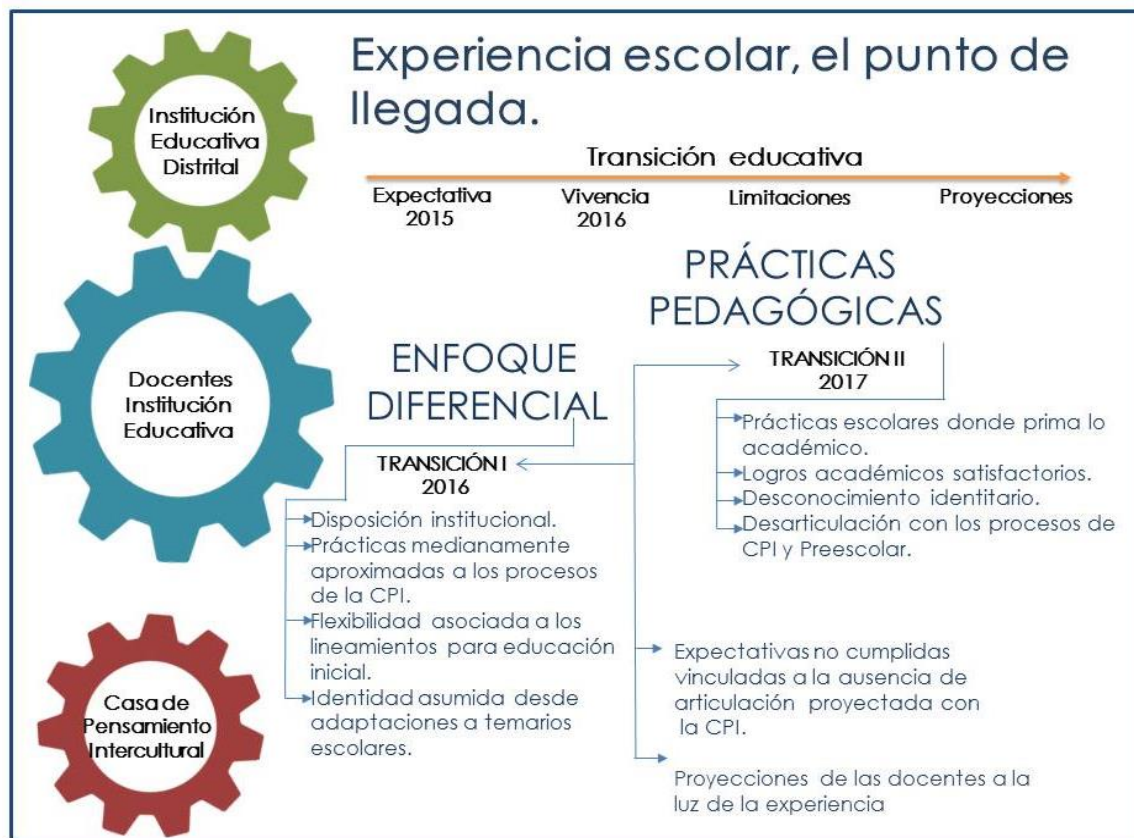 Experiencia escolar, el punto de
llegada.
Institución
Educativa
Distrital
Transición educativa
Expectativa
2015
Vivencia
2016
Limitaciones
Proyecciones
Docentes
Institución
Educativa
ENFOQUE
DIFERENCIAL
TRANSICIÓN I
2016
Disposición institucional.
Prácticas medianamente
aproximadas a los procesos
de la CPI.
Flexibilidad asociada a los
lineamientos para educación
inicial.
Identidad asumida desde
adaptaciones a temarios
escolares.
PRÁCTICAS
PEDAGÓGICAS
TRANSICIÓN II
2017
Prácticas escolares donde prima lo
académico.
Logros académicos satisfactorios.
Desconocimiento identitario.
Desarticulación con los procesos de
CPI y Preescolar.
Expectativas no cumplidas
vinculadas a la ausencia de
articulación proyectada con
la CPI.
Proyecciones de las docentes a la
luz de la experiencia
Casa de
Pensamiento
Intercultural